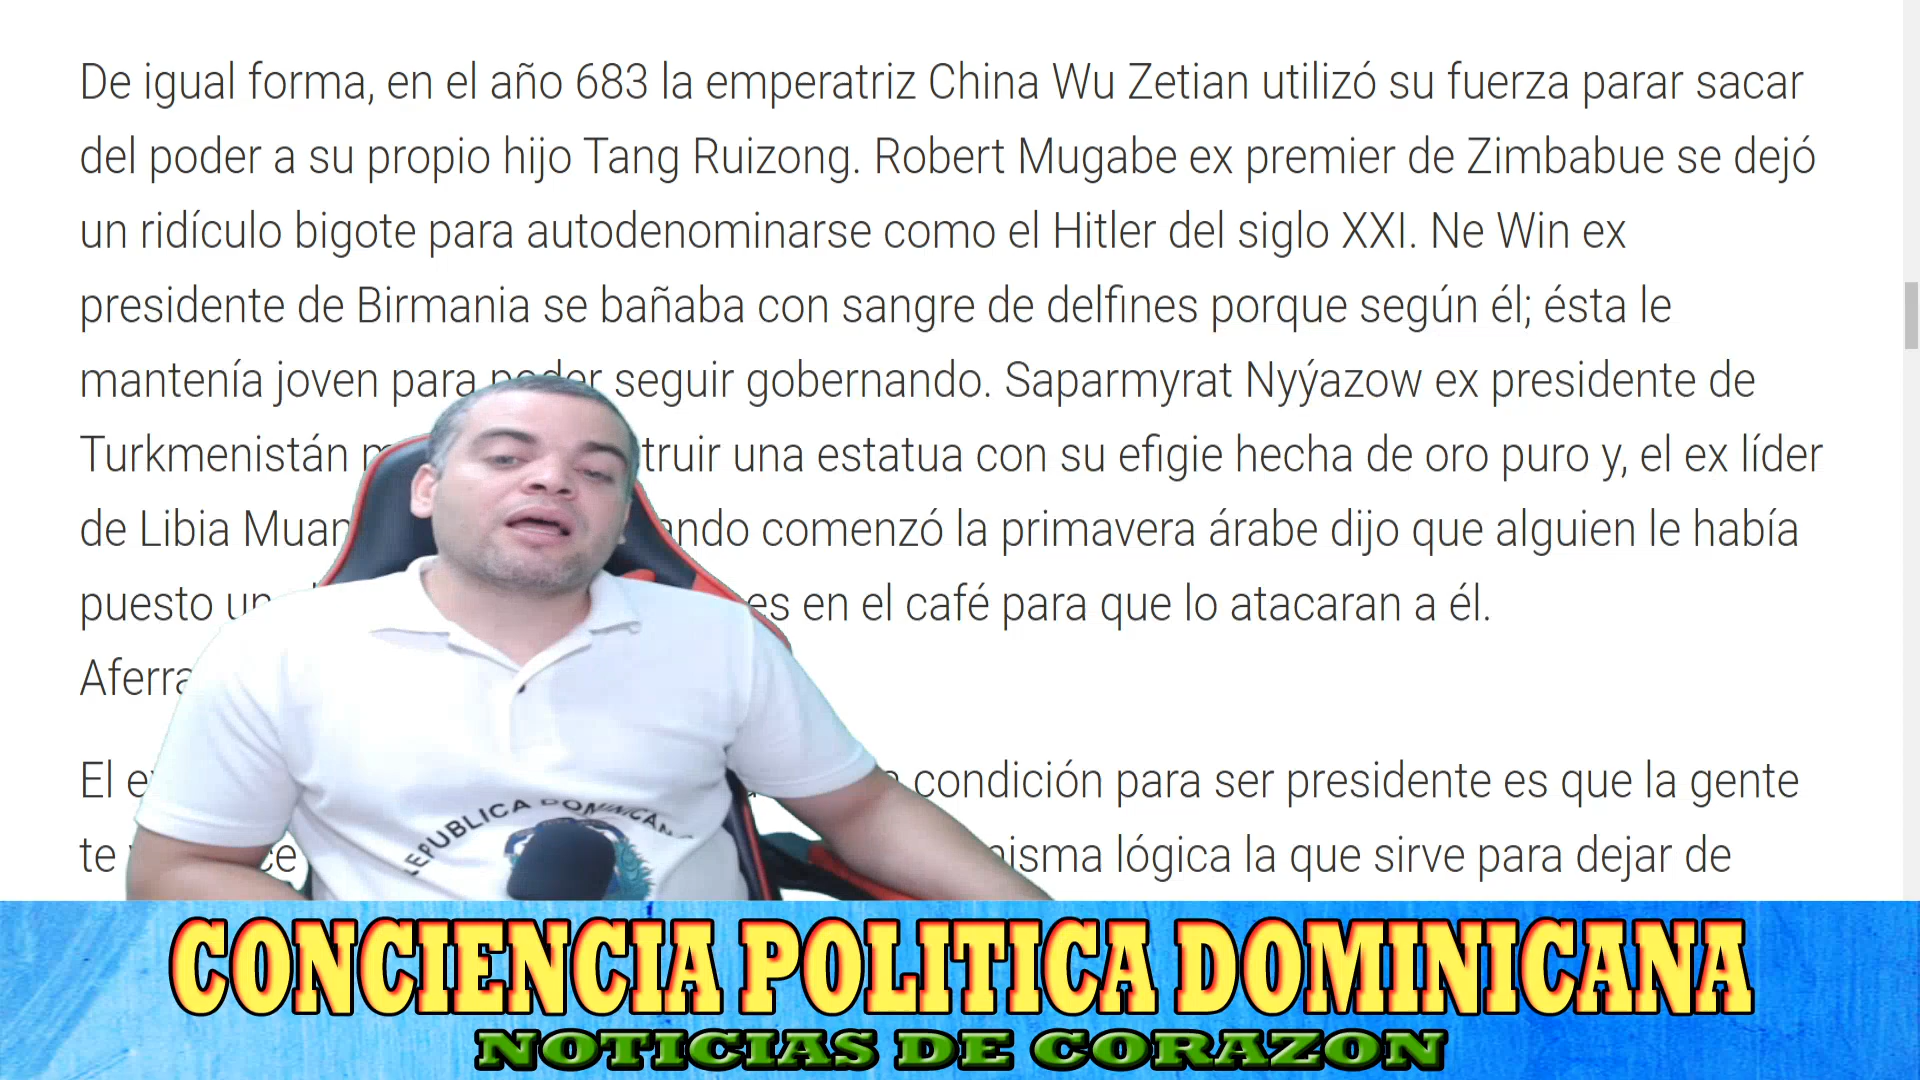 De igual forma, en el año 683 la emperatriz China Wu Zetian utilizó su fuerza parar sacar
del poder a su propio hijo Tang Ruizong. Robert Mugabe ex premier de Zimbabue se dejó
un ridículo bigote para autodenominarse como el Hitler del siglo XXI. Ne Win ex
presidente de Birmania se bañaba con sangre de delfines porque según él; ésta le
mantenía joven para poder seguir gobernando. Saparmyrat Nyýazow ex presidente de
Turkmenistán una estatua con su efigie hecha de oro puro y, el ex líder
de Libia comenzó la primavera árabe dijo que alguien le había
puesto en el café para que lo atacaran a él.
El condición para ser presidente es que la gente
te lógica la que sirve para dejar de
REPUBLICA DOMINICANA
CONCIENCIA POLITICA DOMINICANA
NOTICIAS DE CORAZON